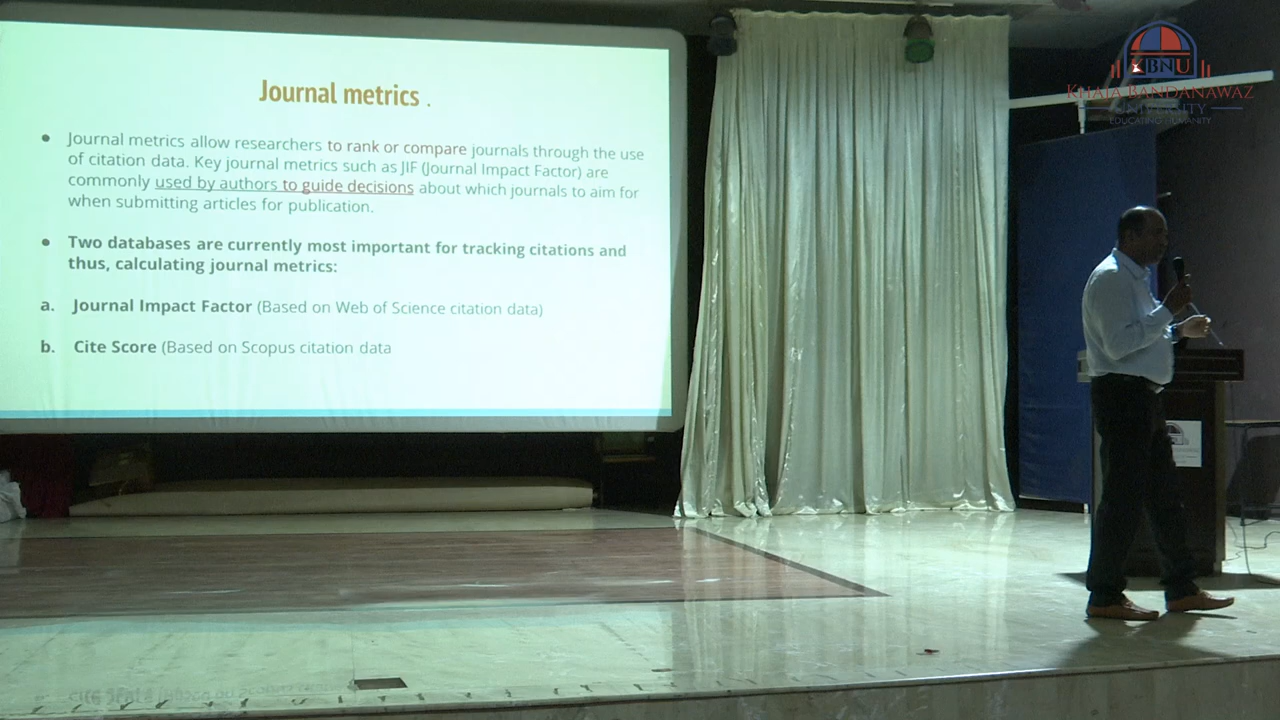 Journal metrics .
Journal metrics allow researchers to rank or compare journals through the use
of citation data. Key journal metrics such as JIF (Journal Impact Factor) are
commonly used by authors to guide decisions about which journals to aim for
when submitting articles for publication.
Two databases are currently most important for tracking citations and
thus, calculating journal metrics:
a. Journal Impact Factor (Based on Web of Science citation data)
b. Cite Score (Based on Scopus citation data
KBNU
KHAJA BANDANAWAZ
UNIVERSITY
EDUCATING HUMANITY